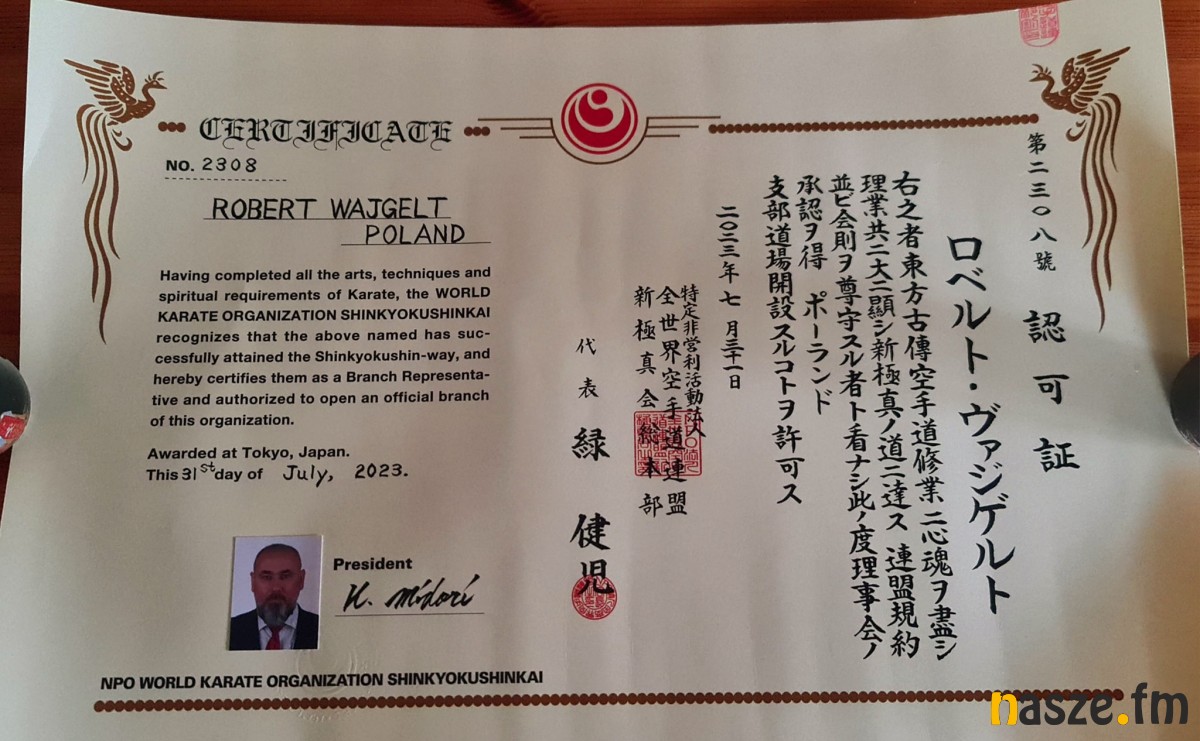 CERTIFICATE
NO. 2308
ROBERT WAJGELT
POLAND
Having completed all the arts, techniques and
spiritual requirements of Karate, the WORLD
KARATE ORGANIZATION SHINKYOKUSHINKAI
recognizes that the above named has suc-
cessfully attained the Shinkyokushin-way, and
hereby certifies them as a Branch Representa-
tive and authorized to open an official branch
of this organization.
Awarded at Tokyo, Japan.
This 31st day of July, 2023.
President
K. Midori
NPO WORLD KARATE ORGANIZATION SHINKYOKUSHINKAI
第二三〇八號
認可証
ロベルト・ヴァジゲルト
右之者東方古傳空手道修業ニ心魂ヲ盡シ
理業共ニ大ニ顯シ新極真ノ道ニ達ス 連盟規約
並ビ会則ヲ尊守スル者ト看ナシ此ノ度理事会ノ
承認ヲ得 ポーランド
支部道場開設スルコトヲ許可ス
二〇二三年七月三十一日
特定非営利活動法人
全世界空手道連盟
新極真会総本部
代表 緑健児
nasze.fm